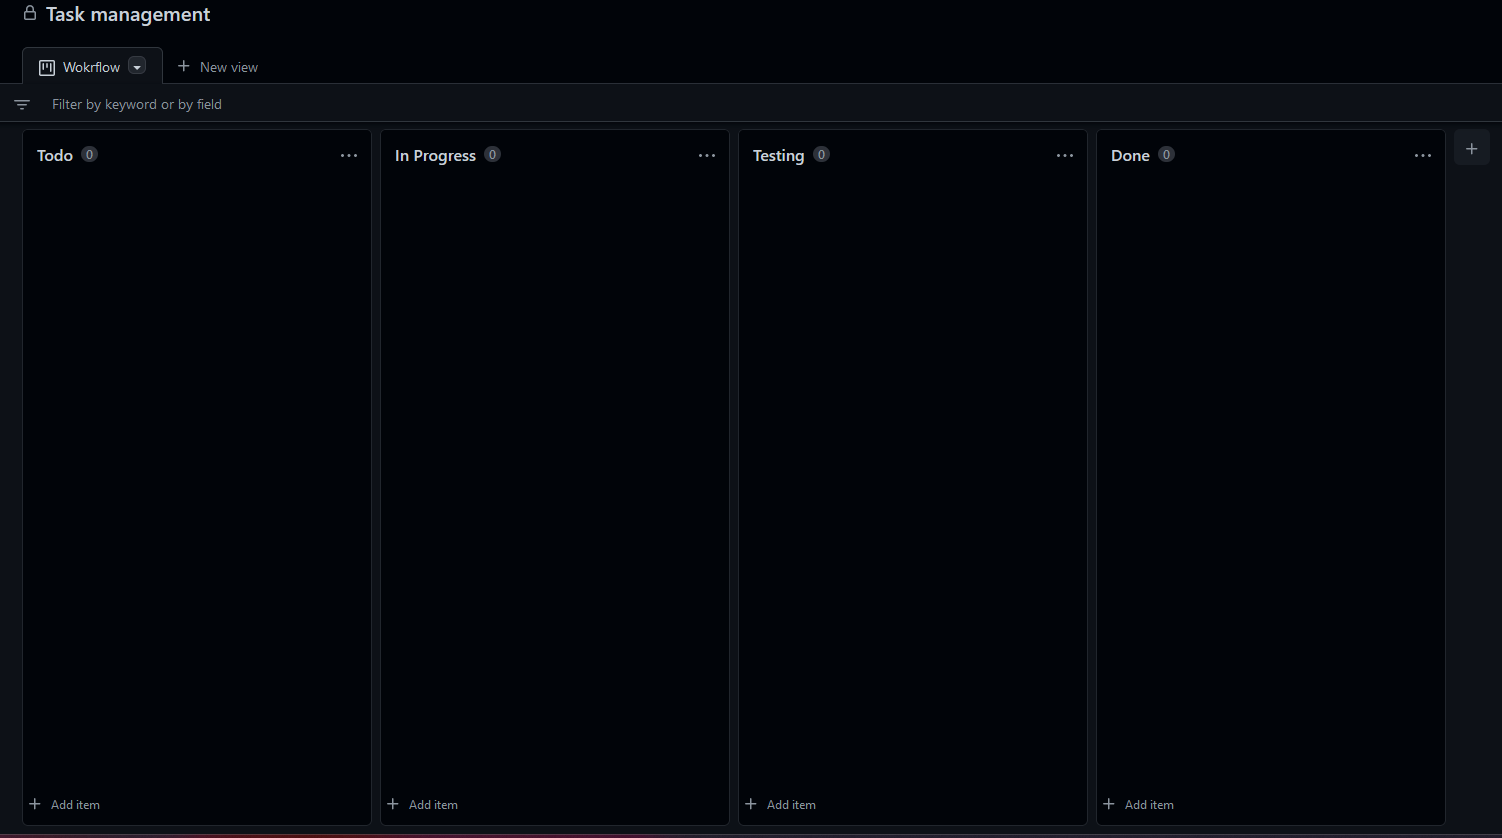 Task management
Wokrflow
New view
Filter by keyword or by field
Todo 0
In Progress 0
Testing 0
Done 0
Add item
Add item
Add item
Add item